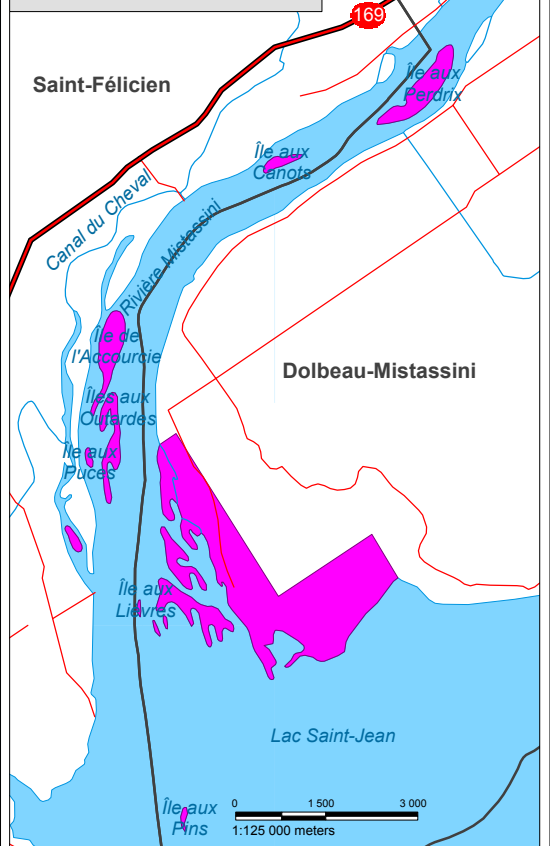 169
Saint-Félicien
Île aux
Perdrix
Île aux
Canots
Canal du Cheval
Rivière Mistassini
Île de
l'Accourcie
Dolbeau-Mistassini
Îles aux
Outardes
Île aux
Puces
Île aux
Lièvres
Lac Saint-Jean
Île aux
Pins
0 1 500 3 000
1:125 000 meters